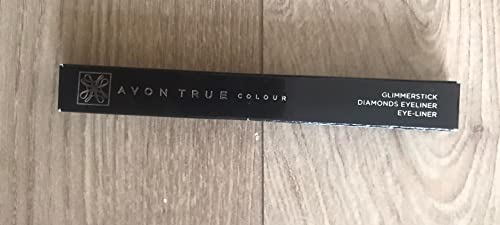 AVON TRUE COLOUR
GLIMMERSTICK
DIAMONDS EYELINER
EYE-LINER